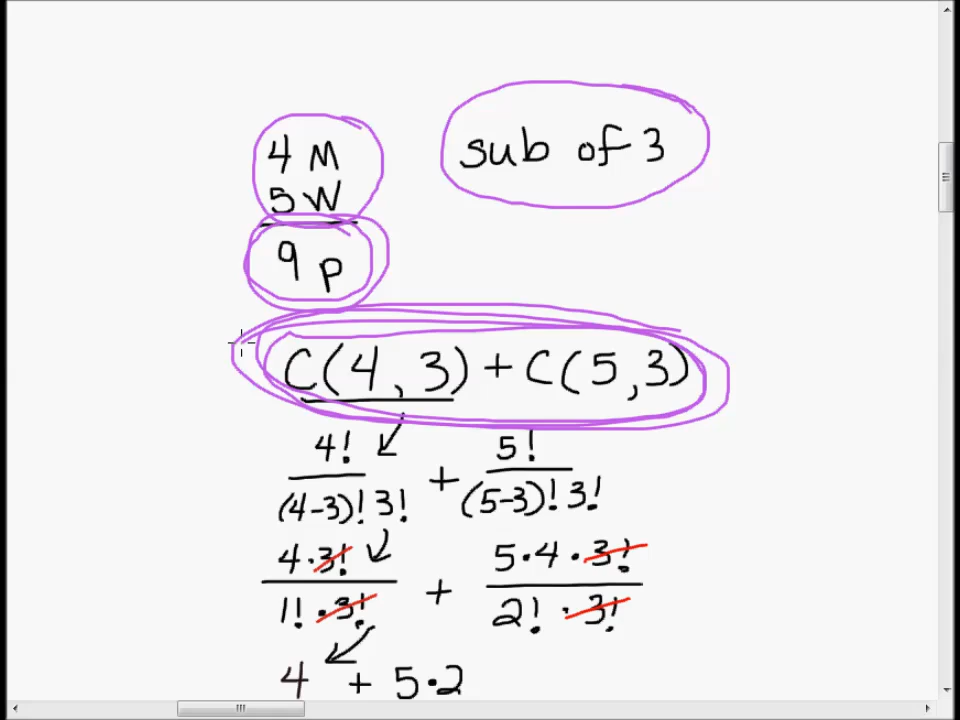 4 M
5 W
sub of 3
9 p
C(4,3) + C(5,3)
4!/(4-3)!3! + 5!/(5-3)!3!
4·3!/1!·3! + 5·4·3!/2!·3!
4 + 5·2